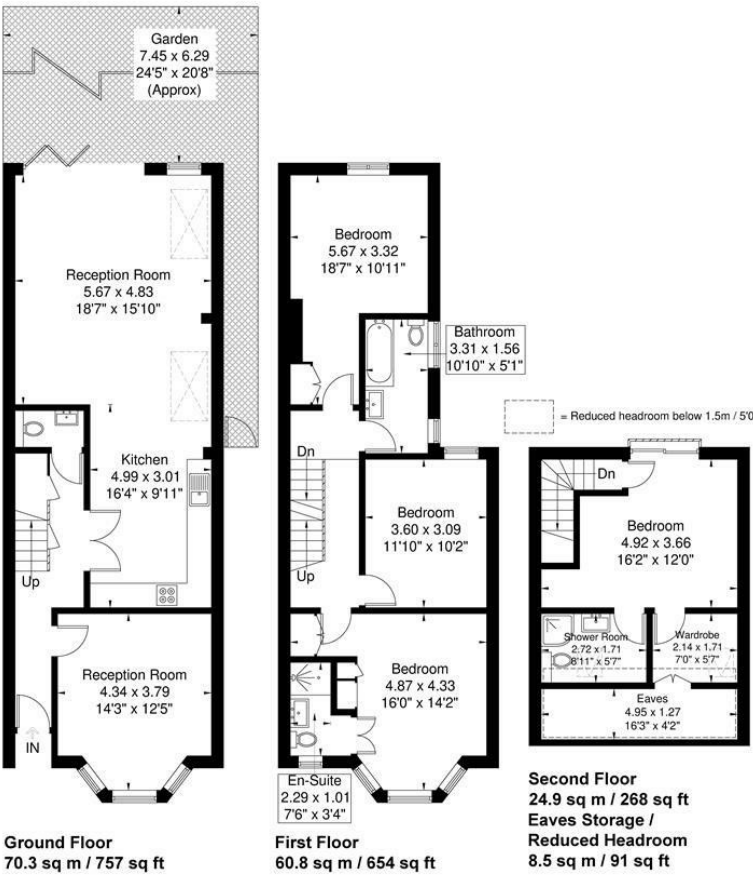 Garden
7.45 x 6.29
24'5" x 20'8"
(Approx)
Reception Room
5.67 x 4.83
18'7" x 15'10"
Kitchen
4.99 x 3.01
16'4" x 9'11"
Up
Reception Room
4.34 x 3.79
14'3" x 12'5"
IN
Ground Floor
70.3 sq m / 757 sq ft
Bedroom
5.67 x 3.32
18'7" x 10'11"
Bathroom
3.31 x 1.56
10'10" x 5'1"
Dn
Bedroom
3.60 x 3.09
11'10" x 10'2"
Up
Bedroom
4.87 x 4.33
16'0" x 14'2"
En-Suite
2.29 x 1.01
7'6" x 3'4"
First Floor
60.8 sq m / 654 sq ft
= Reduced headroom below 1.5m / 5'0
Dn
Bedroom
4.92 x 3.66
16'2" x 12'0"
Shower Room
2.72 x 1.71
8'11" x 5'7"
Wardrobe
2.14 x 1.71
7'0" x 5'7"
Eaves
4.95 x 1.27
16'3" x 4'2"
Second Floor
24.9 sq m / 268 sq ft
Eaves Storage /
Reduced Headroom
8.5 sq m / 91 sq ft